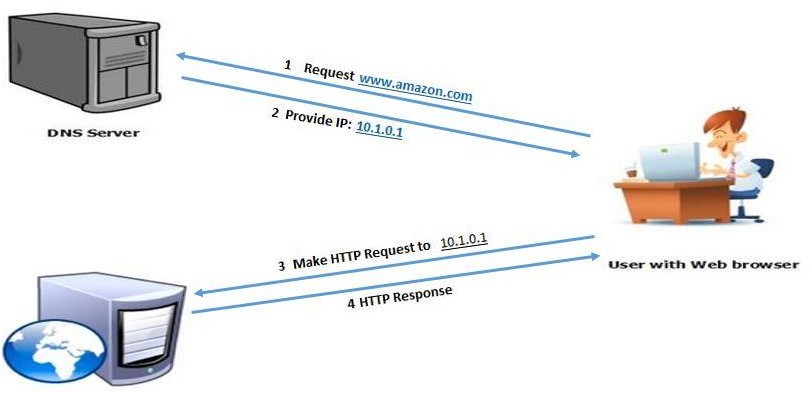 1 Request www.amazon.com
2 Provide IP: 10.1.0.1
DNS Server
3 Make HTTP Request to 10.1.0.1
User with Web browser
4 HTTP Response